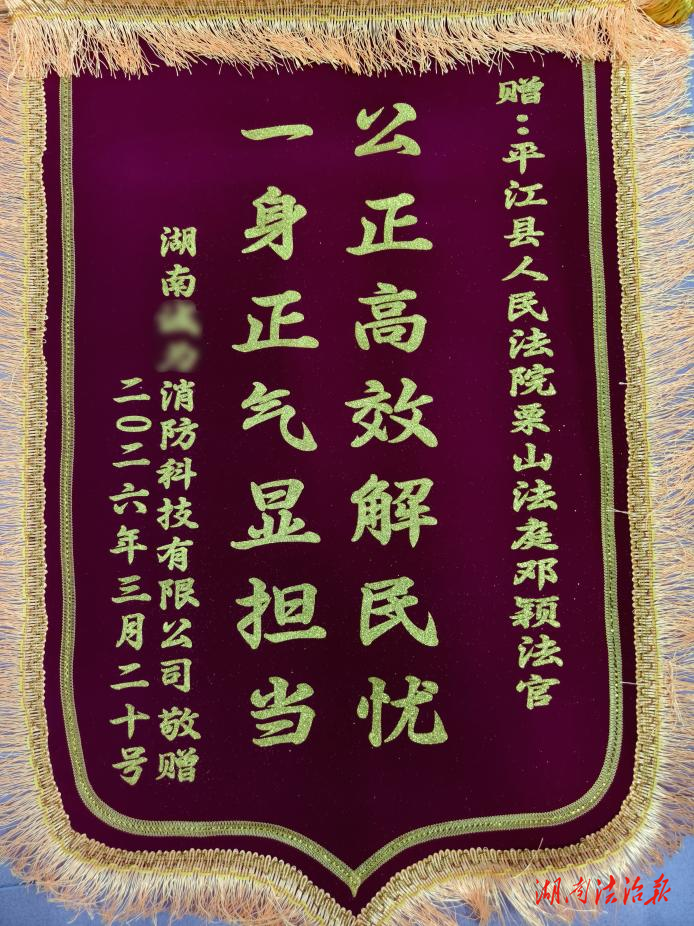 赠：平江县人民法院栗山法庭邓颖法官
公正高效解民忧
一身正气显担当
湖南消防科技有限公司 敬赠
二〇二六年三月二十号
湖南法治报